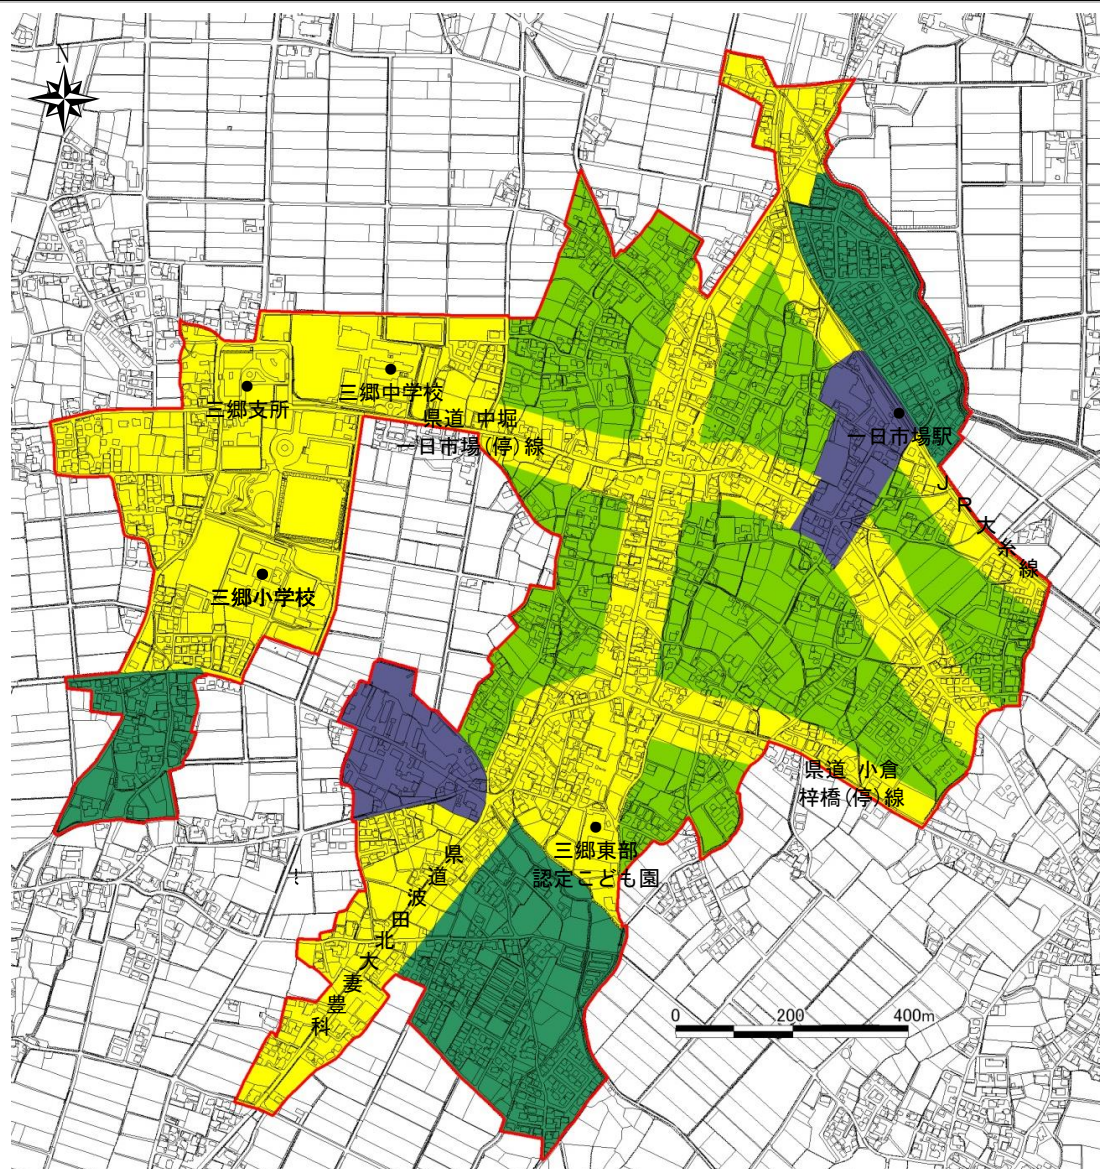 N
三郷支所
三郷中学校
県道 中堀
一日市場(停)線
一日市場駅
JR大糸線
三郷小学校
県道 小倉
梓橋(停)線
三郷東部
認定こども園
県道波田北大妻豊科
0 200 400m